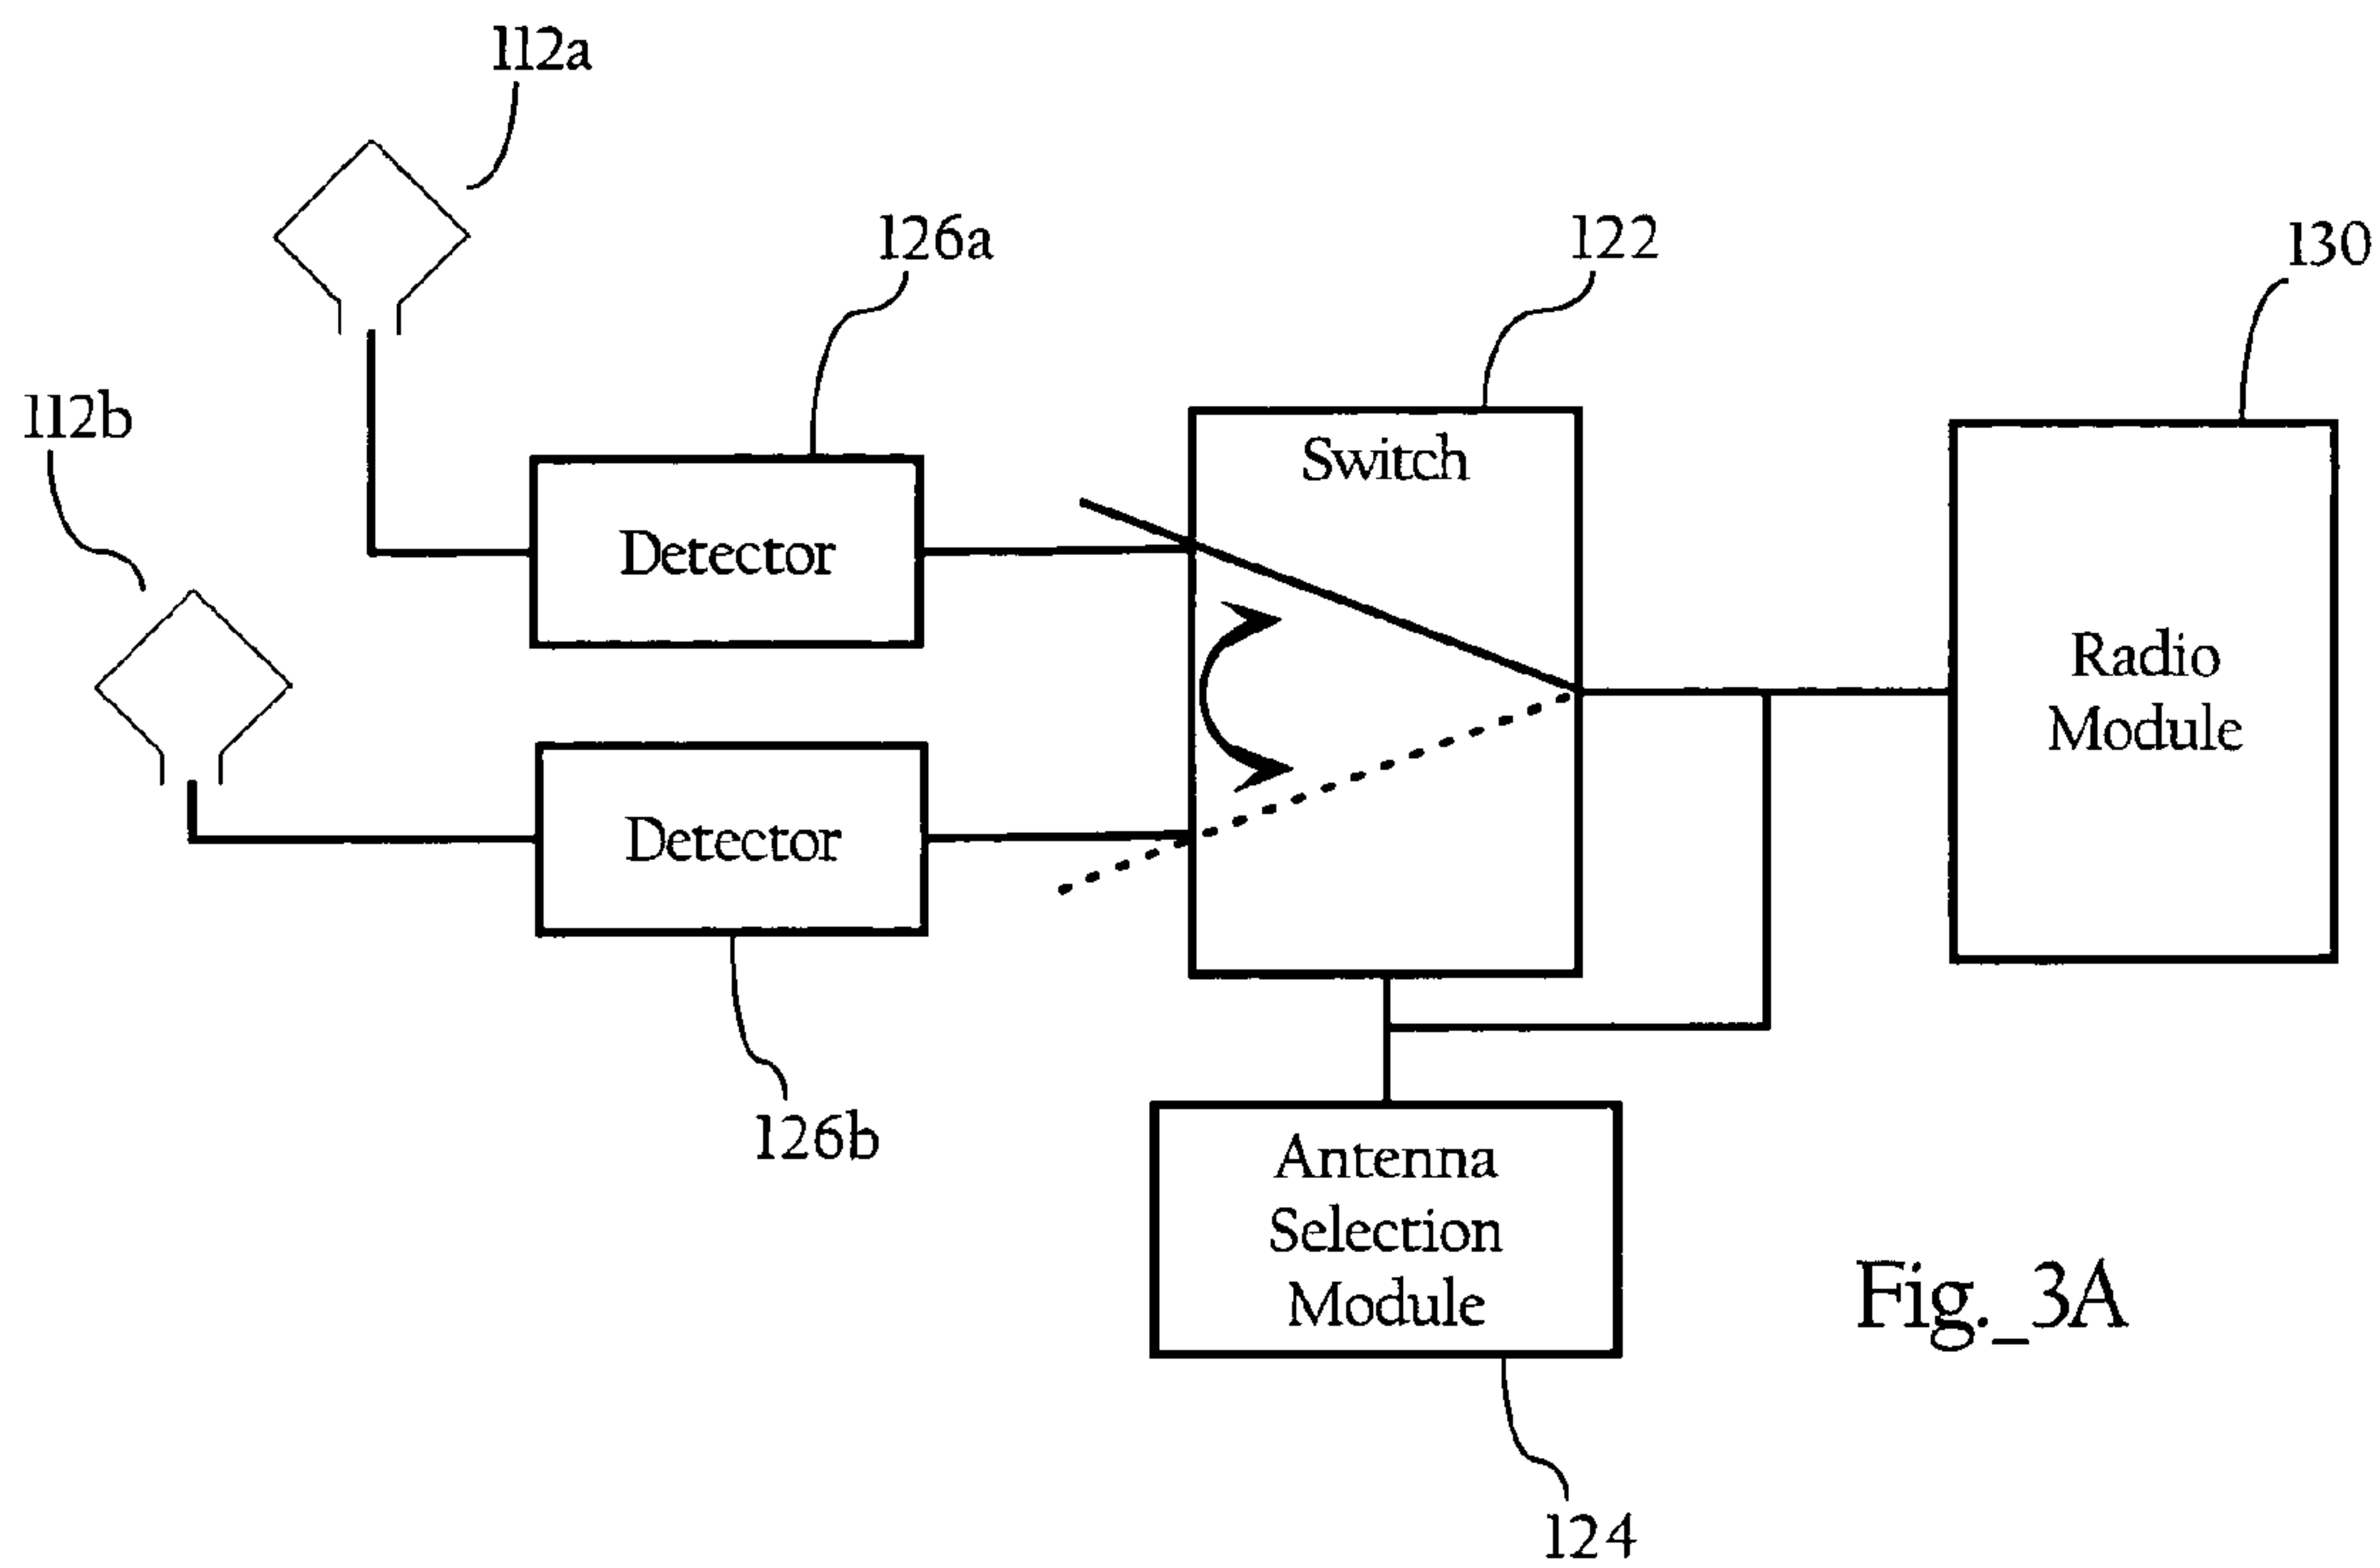 112a
126a
122
130
112b
Switch
Detector
Radio
Module
Detector
126b
Antenna
Selection
Module
Fig._3A
124